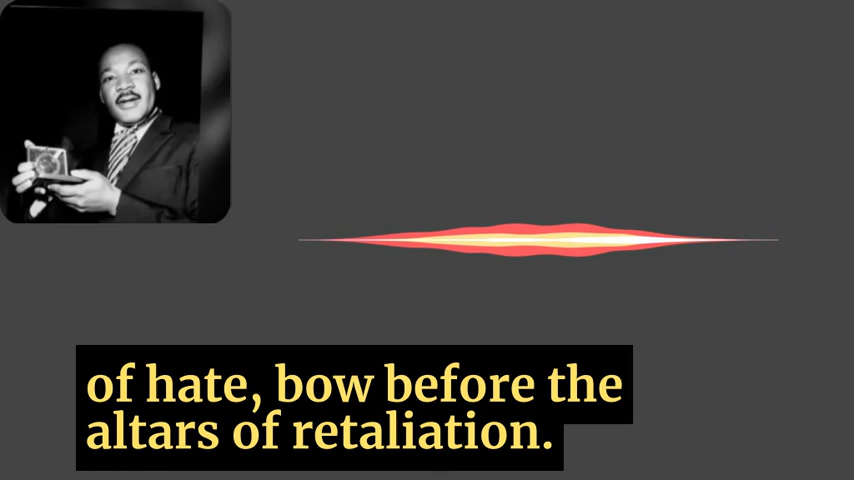 of hate, bow before the
altars of retaliation.